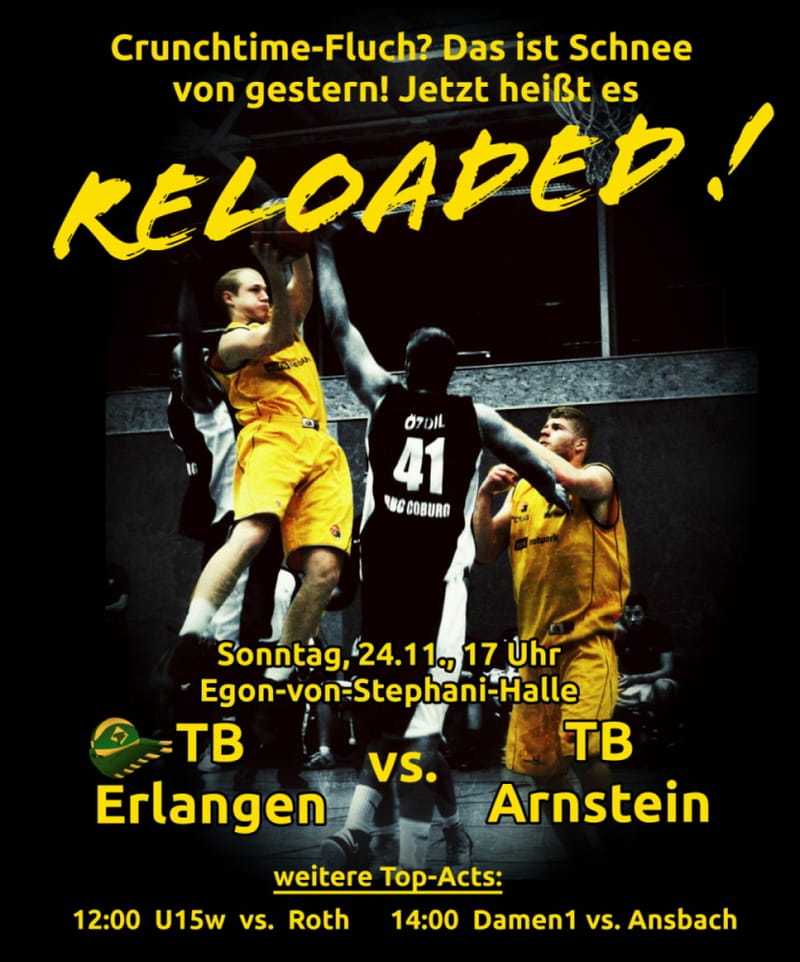 Crunchtime-Fluch? Das ist Schnee
von gestern! Jetzt heißt es
RELOADED!
41
COBURG
network
Sonntag, 24.11., 17 Uhr
Egon-von-Stephani-Halle
TB
Erlangen
vs.
TB
Arnstein
weitere Top-Acts:
12:00 U15w vs. Roth
14:00 Damen1 vs. Ansbach